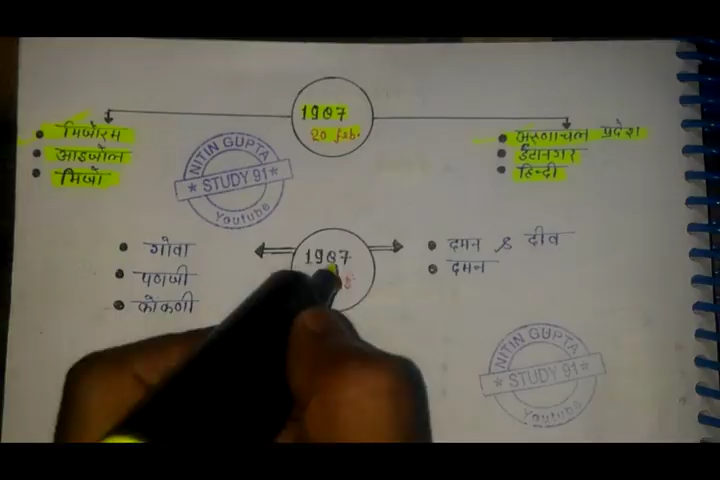 1987
20 feb.
मिजोरम
आइजोल
मिजो
अरुणाचल प्रदेश
ईटानगर
हिन्दी
NITIN GUPTA
★ STUDY 91 ★
Youtube
1987
गोवा
पणजी
कोंकणी
दमन & दीव
दमन
NITIN GUPTA
★ STUDY 91 ★
Youtube